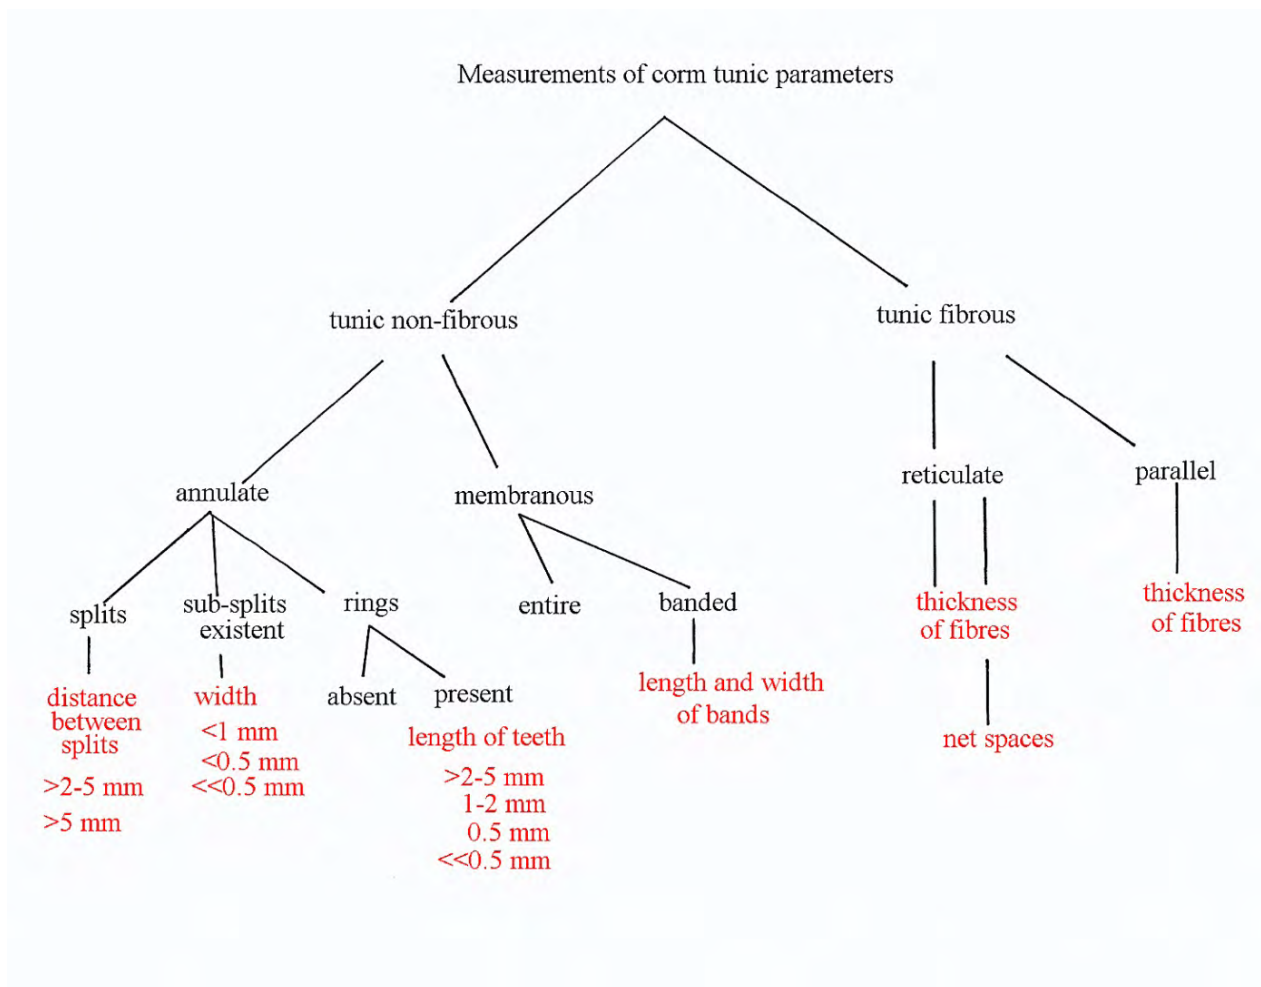 Measurements of corm tunic parameters
tunic non-fibrous
tunic fibrous
annulate
membranous
reticulate
parallel
splits
sub-splits
existent
rings
entire
banded
thickness
of fibres
thickness
of fibres
distance
between
splits
>2-5 mm
>5 mm
width
<1 mm
<0.5 mm
<<0.5 mm
absent
present
length of teeth
>2-5 mm
1-2 mm
0.5 mm
<<0.5 mm
length and width
of bands
net spaces